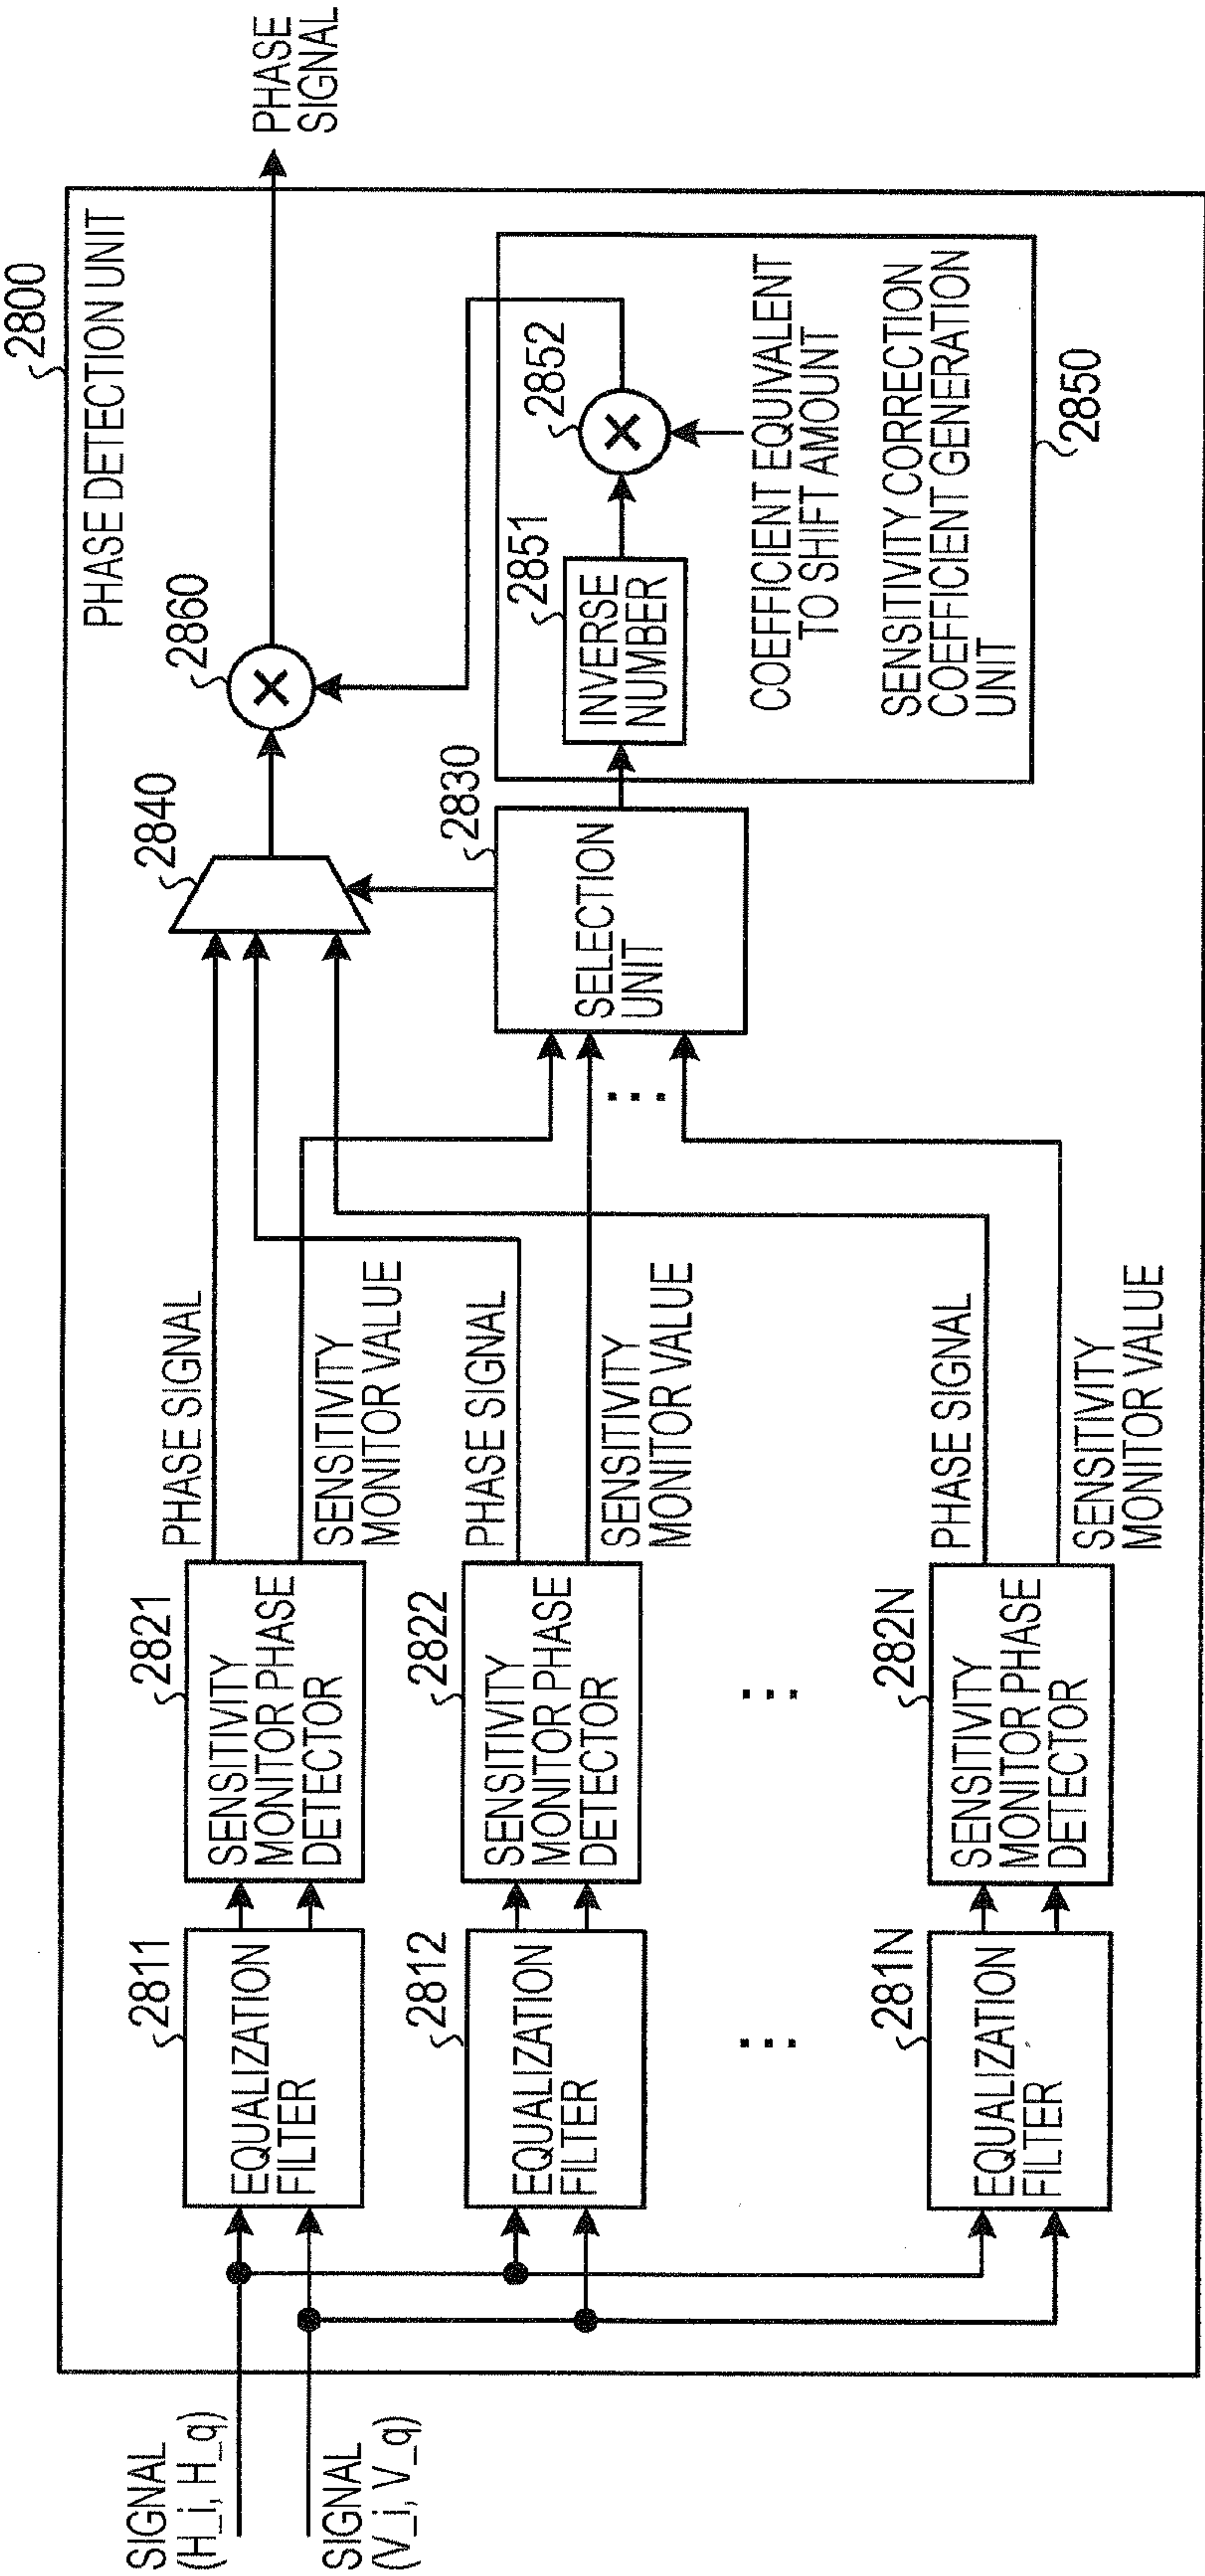 2800
PHASE DETECTION UNIT
SIGNAL
(H_i, H_q)
SIGNAL
(V_i, V_q)
2811
EQUALIZATION
FILTER
2821
SENSITIVITY
MONITOR PHASE
DETECTOR
PHASE SIGNAL
SENSITIVITY
MONITOR VALUE
2812
EQUALIZATION
FILTER
2822
SENSITIVITY
MONITOR PHASE
DETECTOR
PHASE SIGNAL
SENSITIVITY
MONITOR VALUE
281N
EQUALIZATION
FILTER
282N
SENSITIVITY
MONITOR PHASE
DETECTOR
PHASE SIGNAL
SENSITIVITY
MONITOR VALUE
2840
2860
PHASE
SIGNAL
2830
SELECTION
UNIT
2851
INVERSE
NUMBER
2852
COEFFICIENT EQUIVALENT
TO SHIFT AMOUNT
SENSITIVITY CORRECTION
COEFFICIENT GENERATION
UNIT
2850